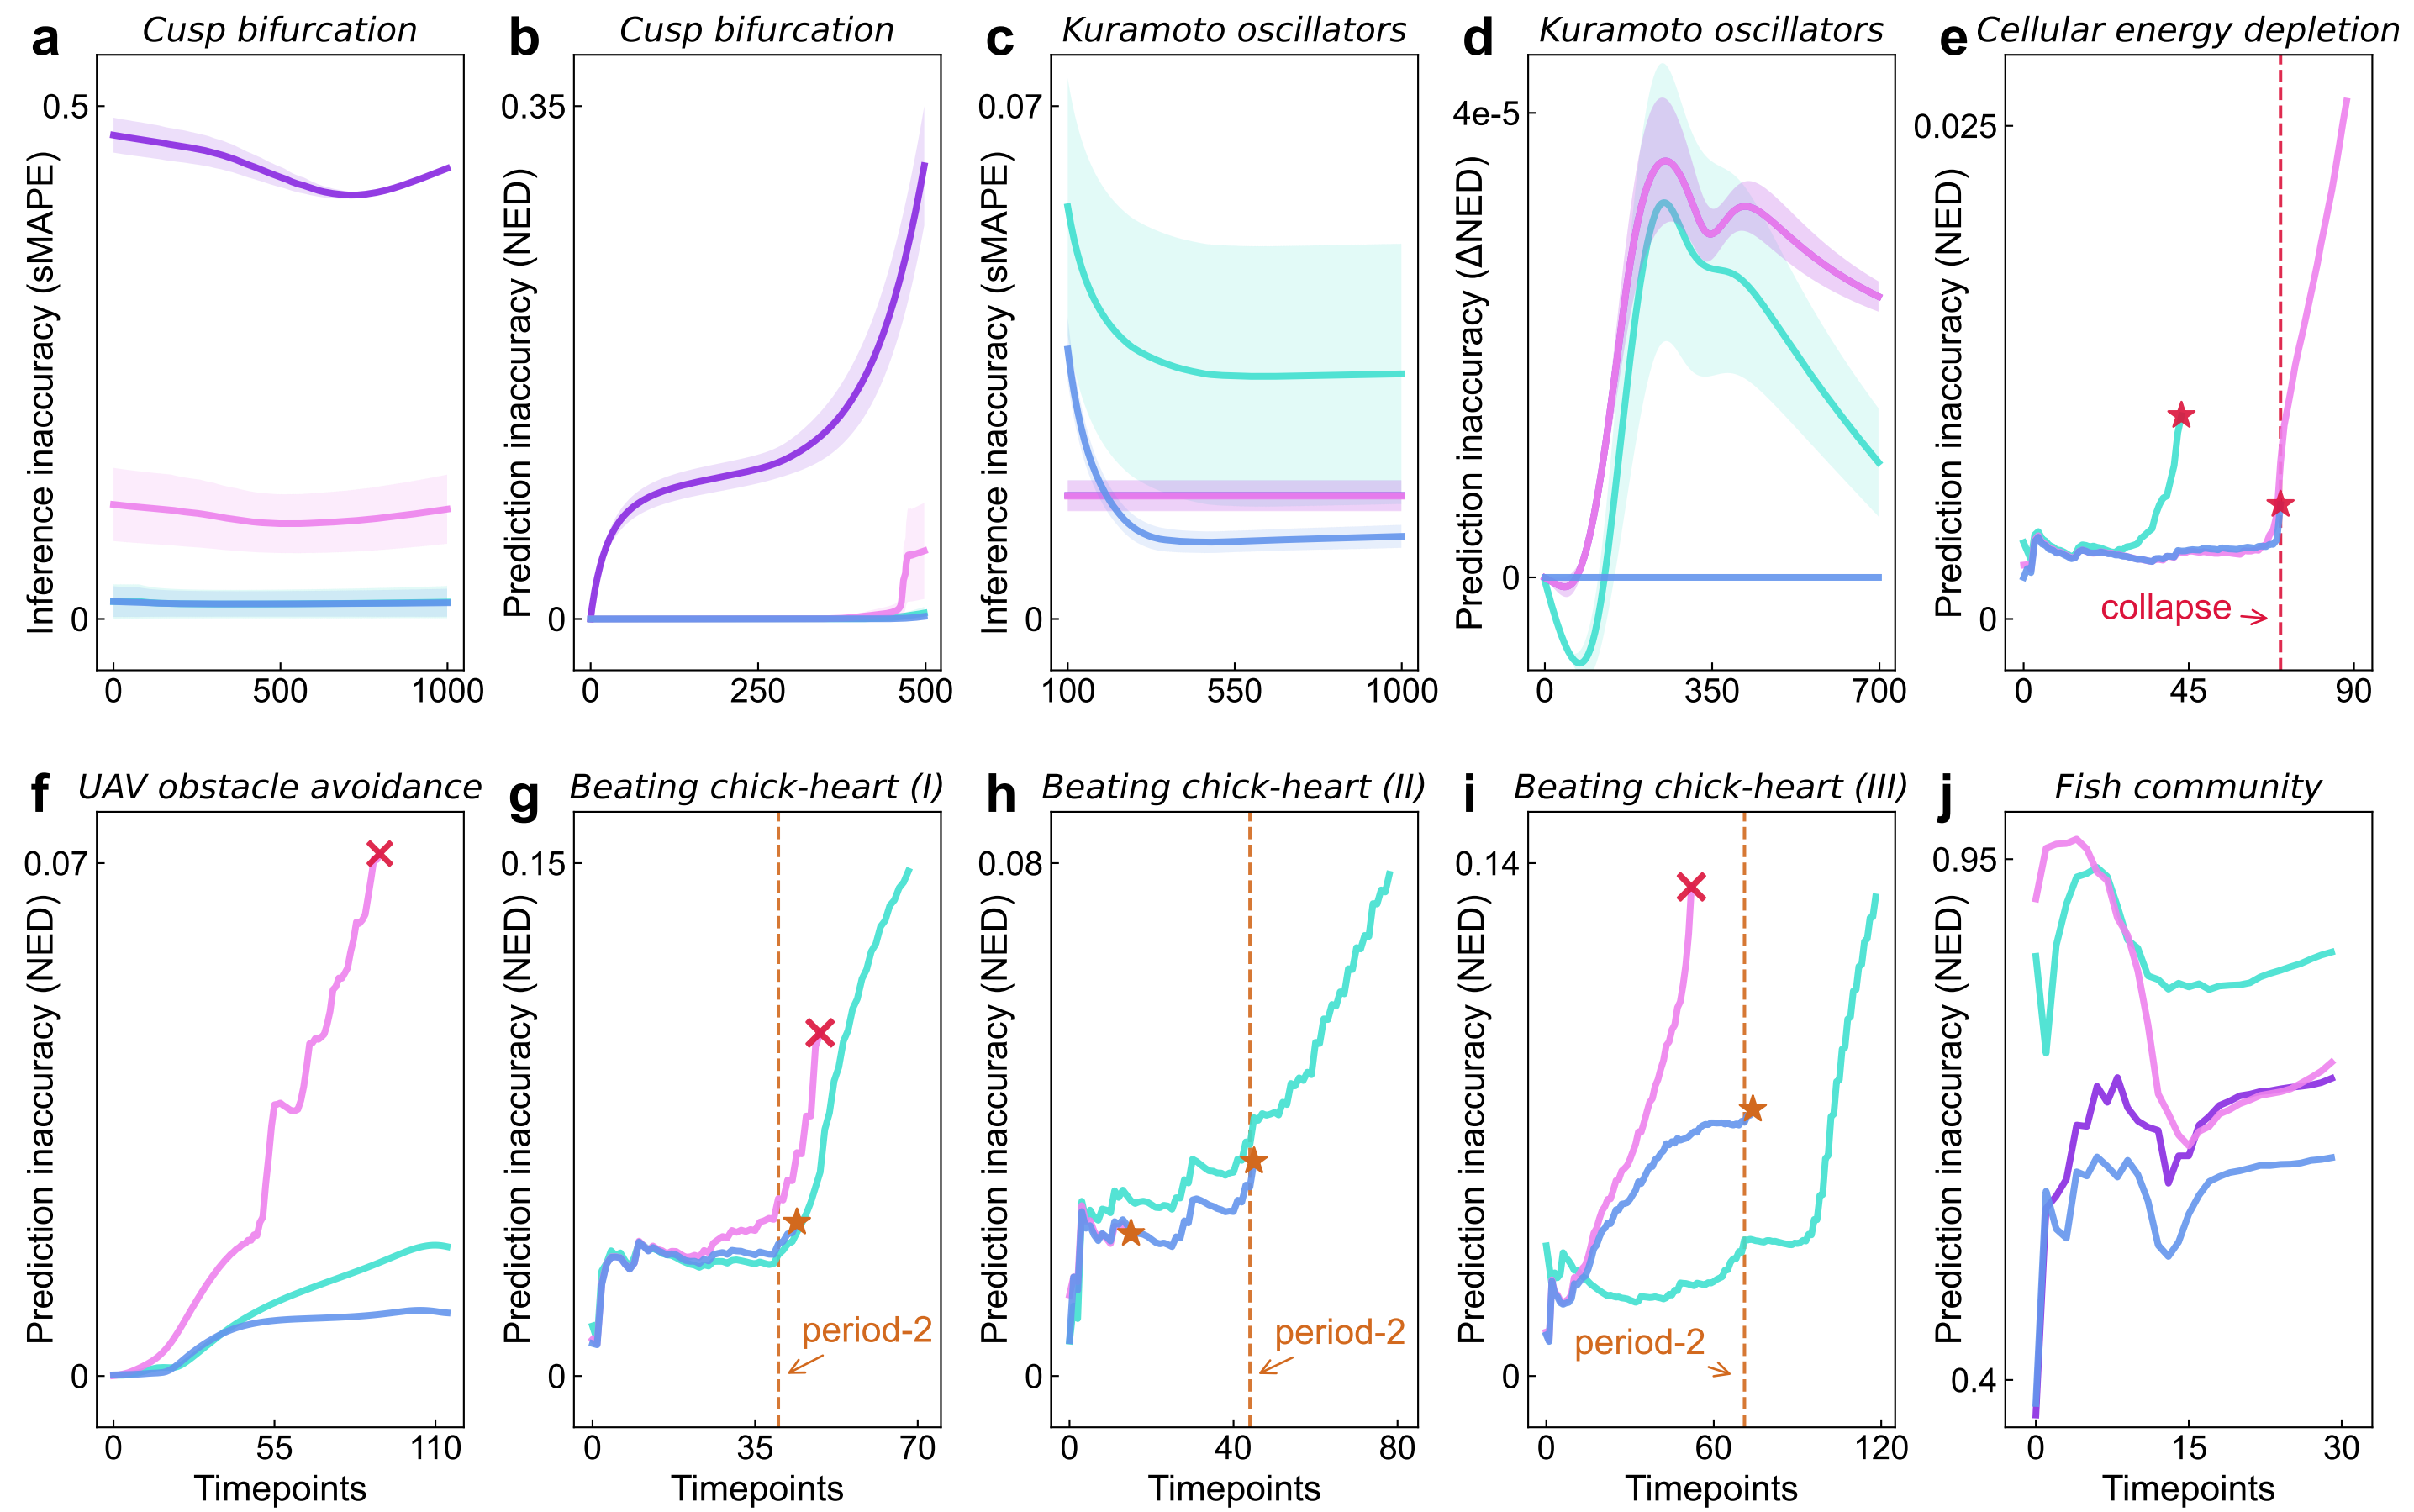 a Cusp bifurcation
Inference inaccuracy (sMAPE)
0.5
0
0 500 1000
b Cusp bifurcation
Prediction inaccuracy (NED)
0.35
0
0 250 500
c Kuramoto oscillators
Inference inaccuracy (sMAPE)
0.07
0
100 550 1000
d Kuramoto oscillators
Prediction inaccuracy (ΔNED)
4e-5
0
0 350 700
e Cellular energy depletion
Prediction inaccuracy (NED)
0.025
0
collapse
0 45 90
f UAV obstacle avoidance
Prediction inaccuracy (NED)
0.07
0
0 55 110
Timepoints
g Beating chick-heart (I)
Prediction inaccuracy (NED)
0.15
0
period-2
0 35 70
Timepoints
h Beating chick-heart (II)
Prediction inaccuracy (NED)
0.08
0
period-2
0 40 80
Timepoints
i Beating chick-heart (III)
Prediction inaccuracy (NED)
0.14
0
period-2
0 60 120
Timepoints
j Fish community
Prediction inaccuracy (NED)
0.95
0.4
0 15 30
Timepoints